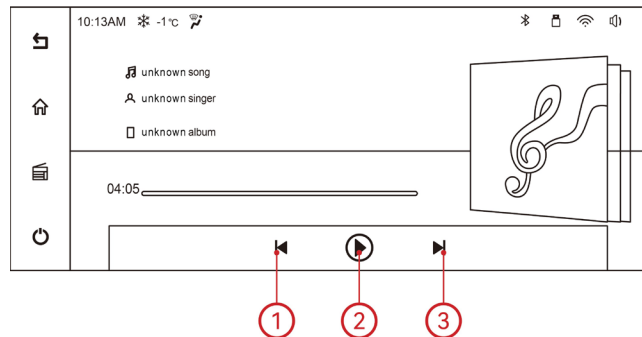 10:13AM -1℃
unknown song
unknown singer
unknown album
04:05
1 2 3